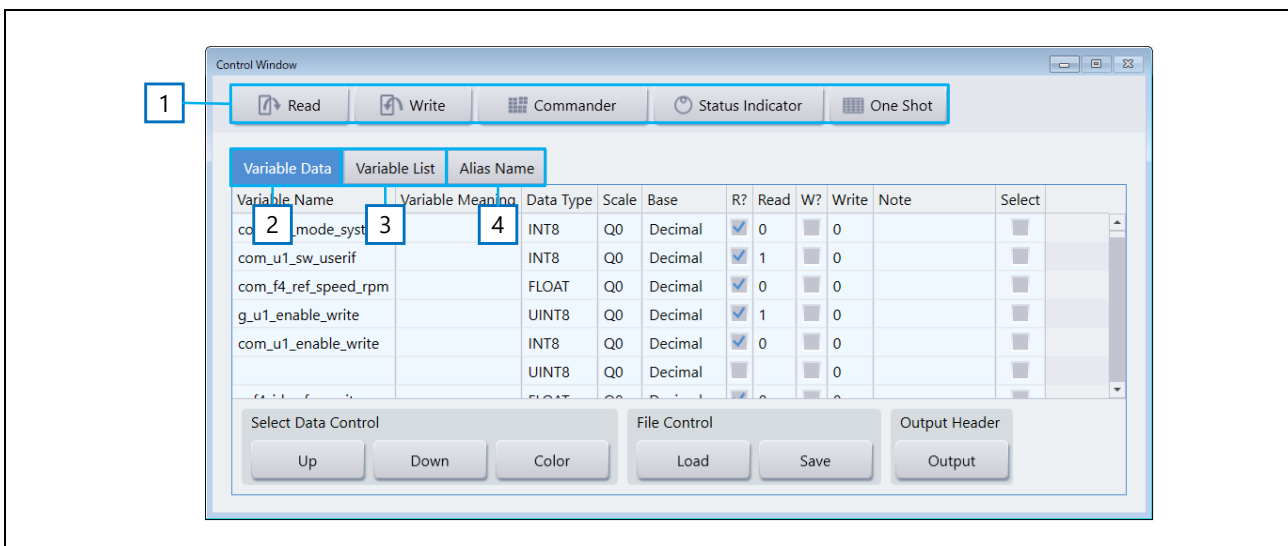 Control Window
1 Read Write Commander Status Indicator One Shot
Variable Data Variable List Alias Name
Variable Name Variable Meaning Data Type Scale Base R? Read W? Write Note Select
2 3 4
_mode_syst INT8 Q0 Decimal 0 0
com_u1_sw_userif INT8 Q0 Decimal 1 0
com_f4_ref_speed_rpm FLOAT Q0 Decimal 0 0
g_u1_enable_write UINT8 Q0 Decimal 1 0
com_u1_enable_write INT8 Q0 Decimal 0 0
UINT8 Q0 Decimal 0
Select Data Control File Control Output Header
Up Down Color Load Save Output